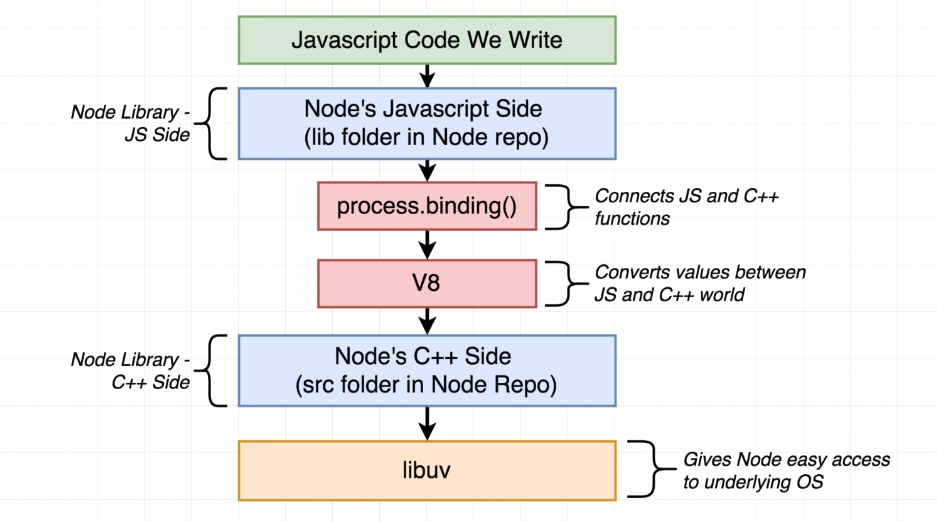 Javascript Code We Write
Node Library -
JS Side
Node's Javascript Side
(lib folder in Node repo)
process.binding()
Connects JS and C++
functions
V8
Converts values between
JS and C++ world
Node Library -
C++ Side
Node's C++ Side
(src folder in Node Repo)
libuv
Gives Node easy access
to underlying OS